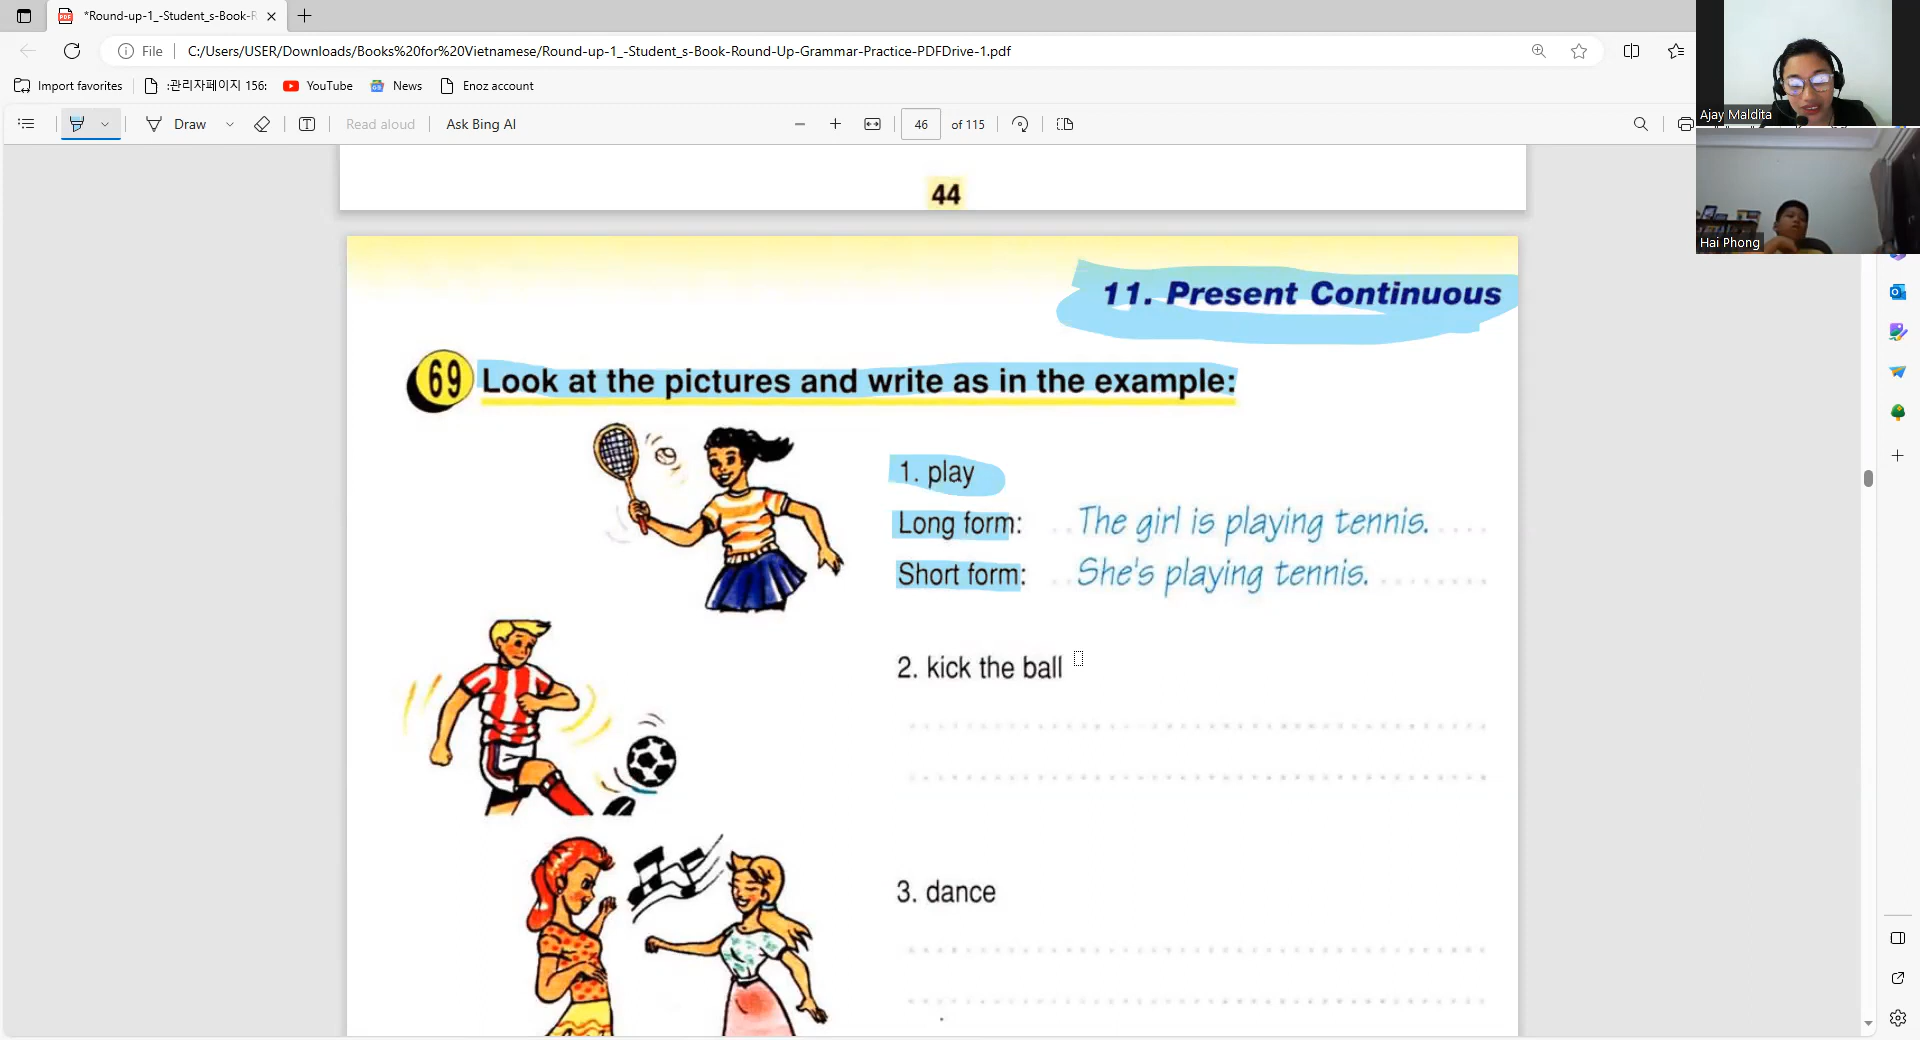 *Round-up-1_-Student_s-Book-R
File
C:/Users/USER/Downloads/Books%20for%20Vietnamese/Round-up-1_-Student_s-Book-Round-Up-Grammar-Practice-PDFDrive-1.pdf
Import favorites
:관리자페이지 156:
YouTube
News
Enoz account
Draw
Read aloud
Ask Bing AI
46
of 115
Ajay Maldita
Hai Phong
44
11. Present Continuous
69 Look at the pictures and write as in the example:
1. play
Long form: .. The girl is playing tennis. ....
Short form: .. She's playing tennis. .......
2. kick the ball
3. dance